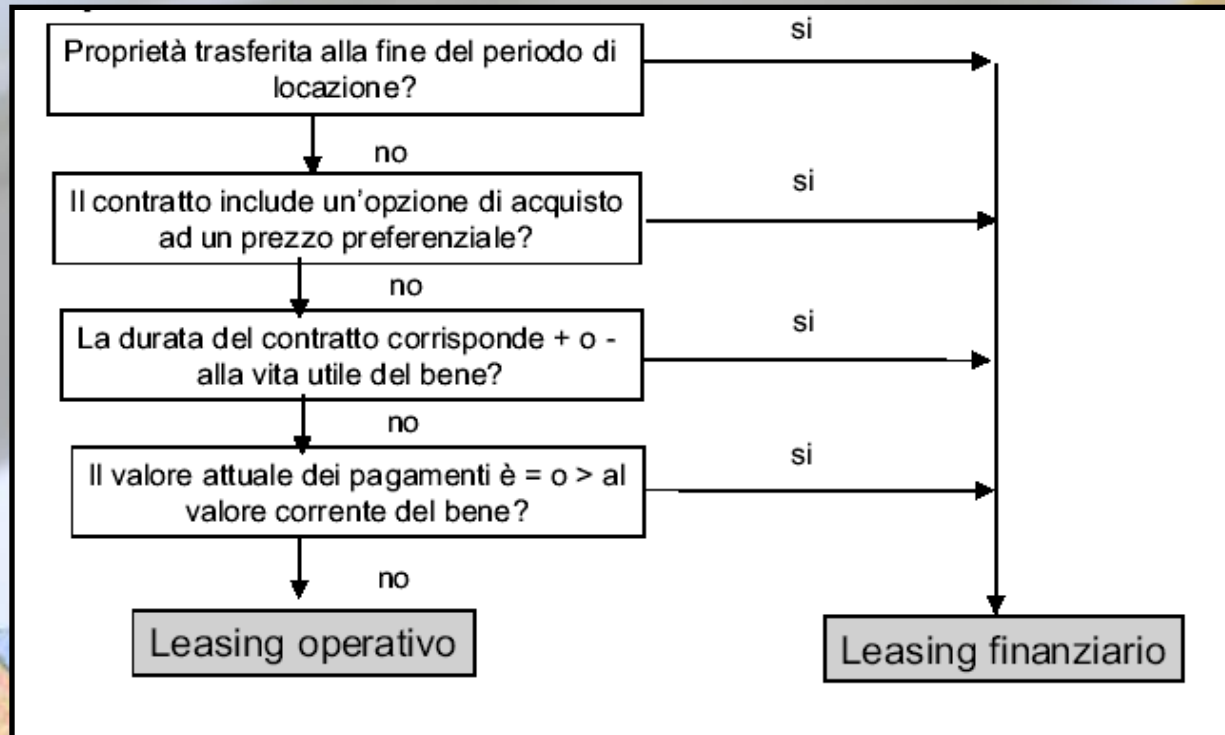 si
Proprietà trasferita alla fine del periodo di
locazione?
no
si
Il contratto include un'opzione di acquisto
ad un prezzo preferenziale?
no
si
La durata del contratto corrisponde + o -
alla vita utile del bene?
no
si
Il valore attuale dei pagamenti è = o > al
valore corrente del bene?
no
Leasing operativo
Leasing finanziario